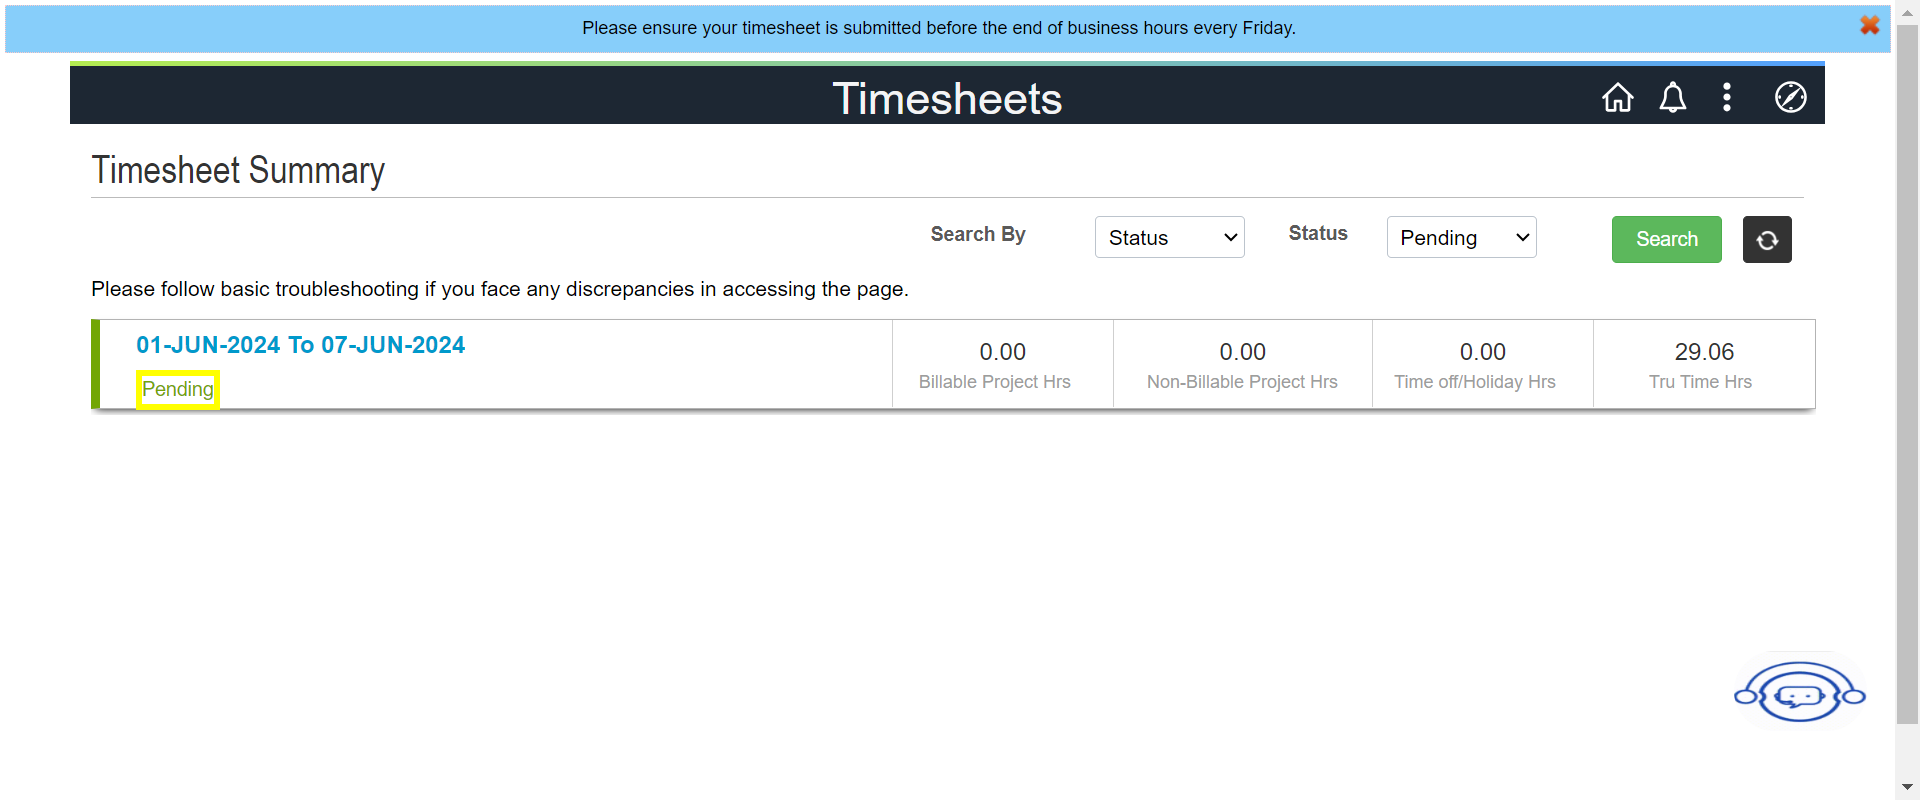 Please ensure your timesheet is submitted before the end of business hours every Friday.
Timesheets
Timesheet Summary
Search By Status Status Pending Search
Please follow basic troubleshooting if you face any discrepancies in accessing the page.
01-JUN-2024 To 07-JUN-2024
Pending
0.00
Billable Project Hrs
0.00
Non-Billable Project Hrs
0.00
Time off/Holiday Hrs
29.06
Tru Time Hrs